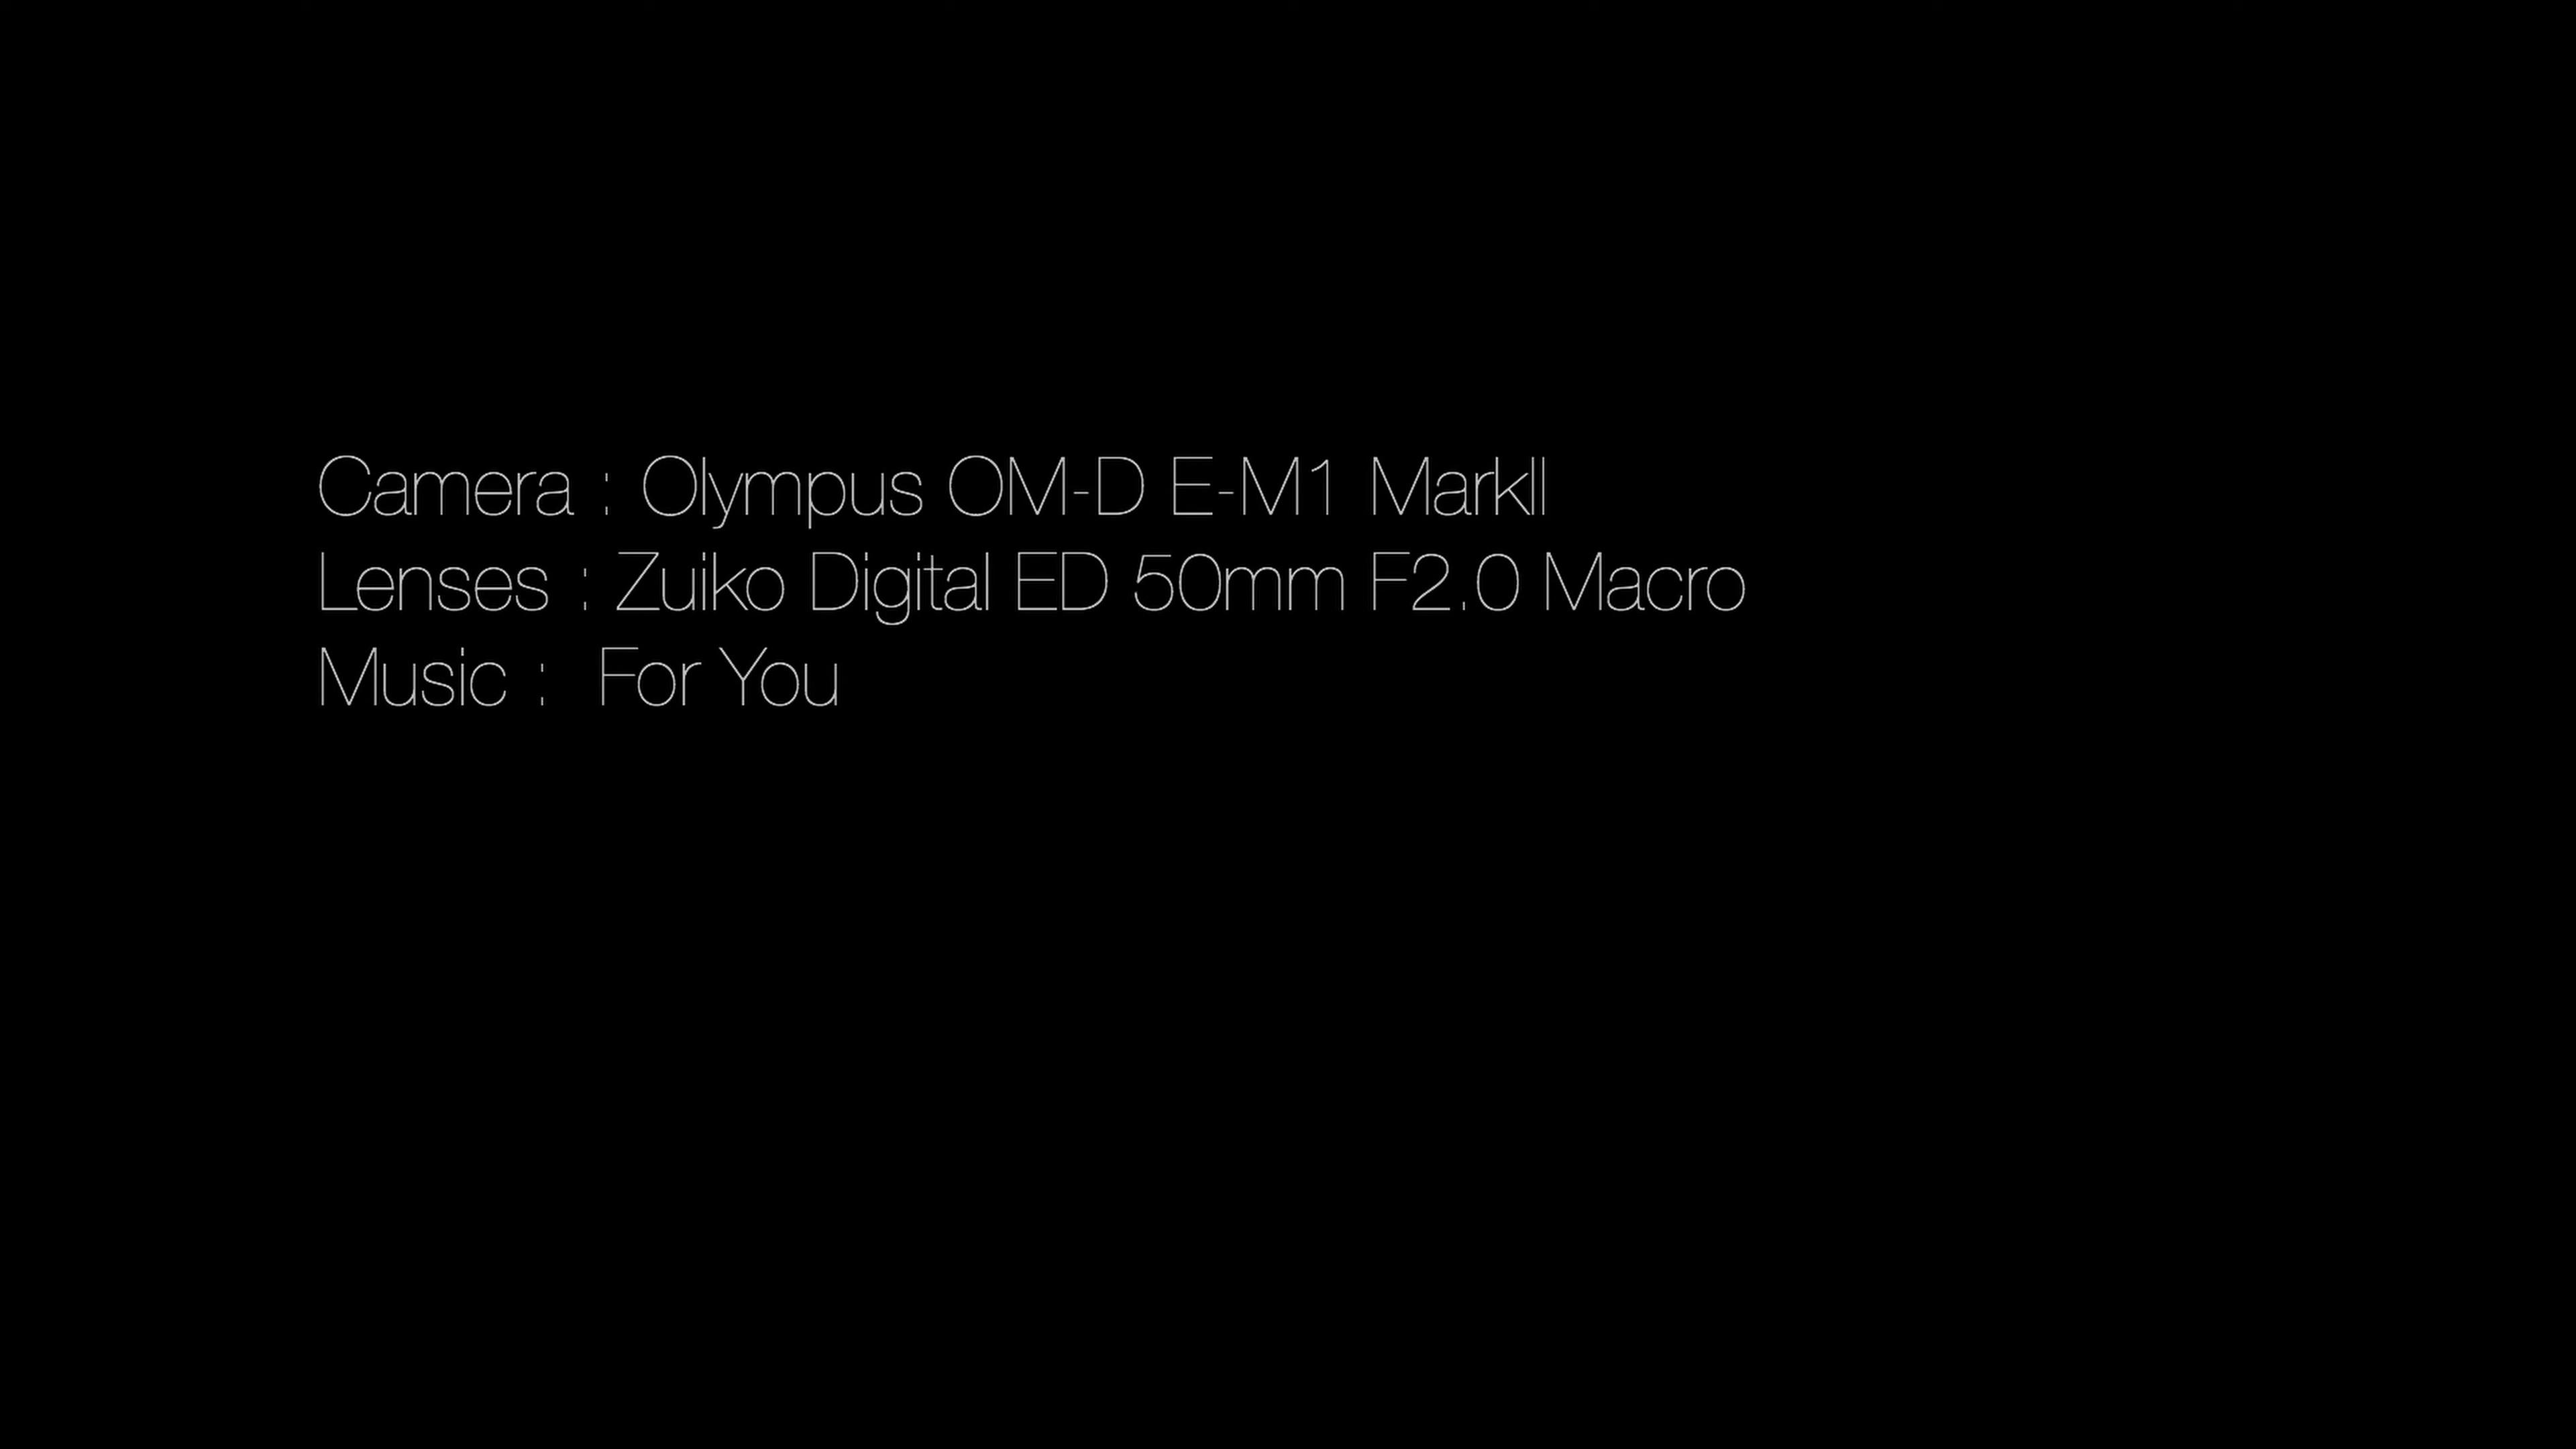 Camera : Olympus OM-D E-M1 MarkII
Lenses : Zuiko Digital ED 50mm F2.0 Macro
Music :  For You